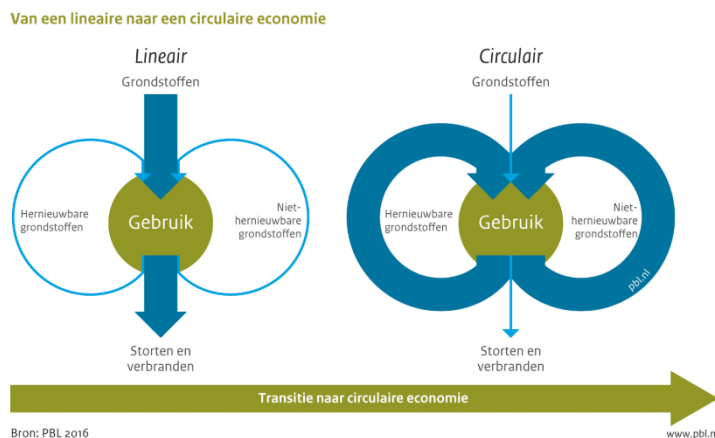 Van een lineaire naar een circulaire economie
Lineair
Grondstoffen
Hernieuwbare
grondstoffen
Gebruik
Niet-
hernieuwbare
grondstoffen
Storten en
verbranden
Circulair
Grondstoffen
Hernieuwbare
grondstoffen
Gebruik
Niet-
hernieuwbare
grondstoffen
pbl.nl
Storten en
verbranden
Transitie naar circulaire economie
Bron: PBL 2016
www.pbl.n